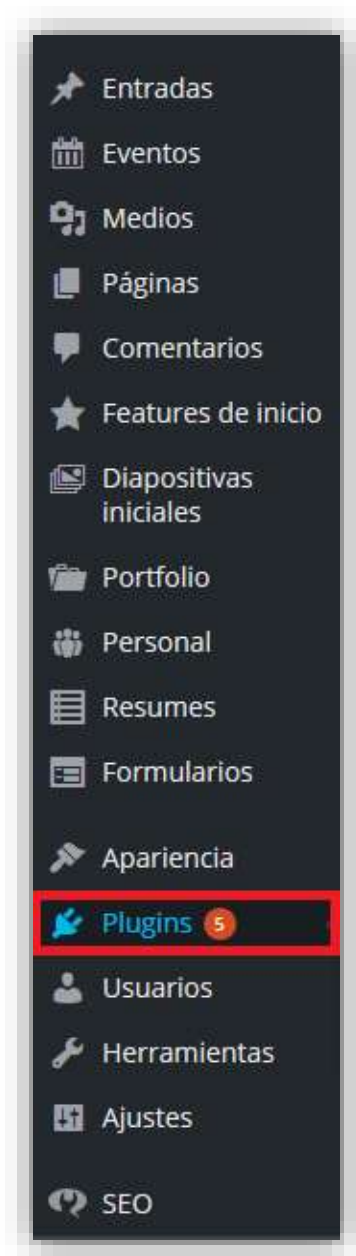 Entradas
Eventos
Medios
Páginas
Comentarios
Features de inicio
Diapositivas
iniciales
Portfolio
Personal
Resumes
Formularios
Apariencia
Plugins 5
Usuarios
Herramientas
Ajustes
SEO